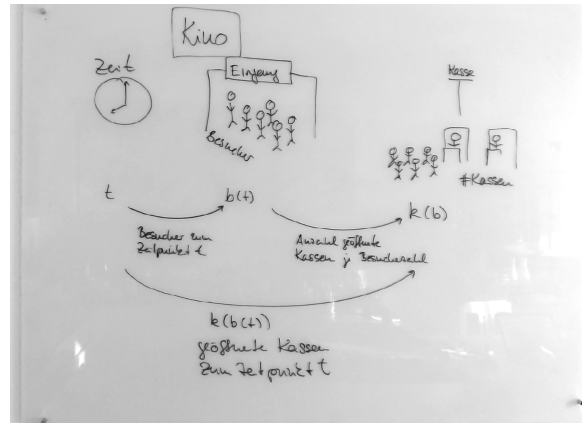 Kino
Zeit
Eingang
Kasse
Besucher
#Kassen
t
b(t)
k(b)
Besucher zum
Zeitpunkt t
Anzahl geöffnete
Kassen je Besucherzahl
k(b(t))
geöffnete Kassen
zum Zeitpunkt t